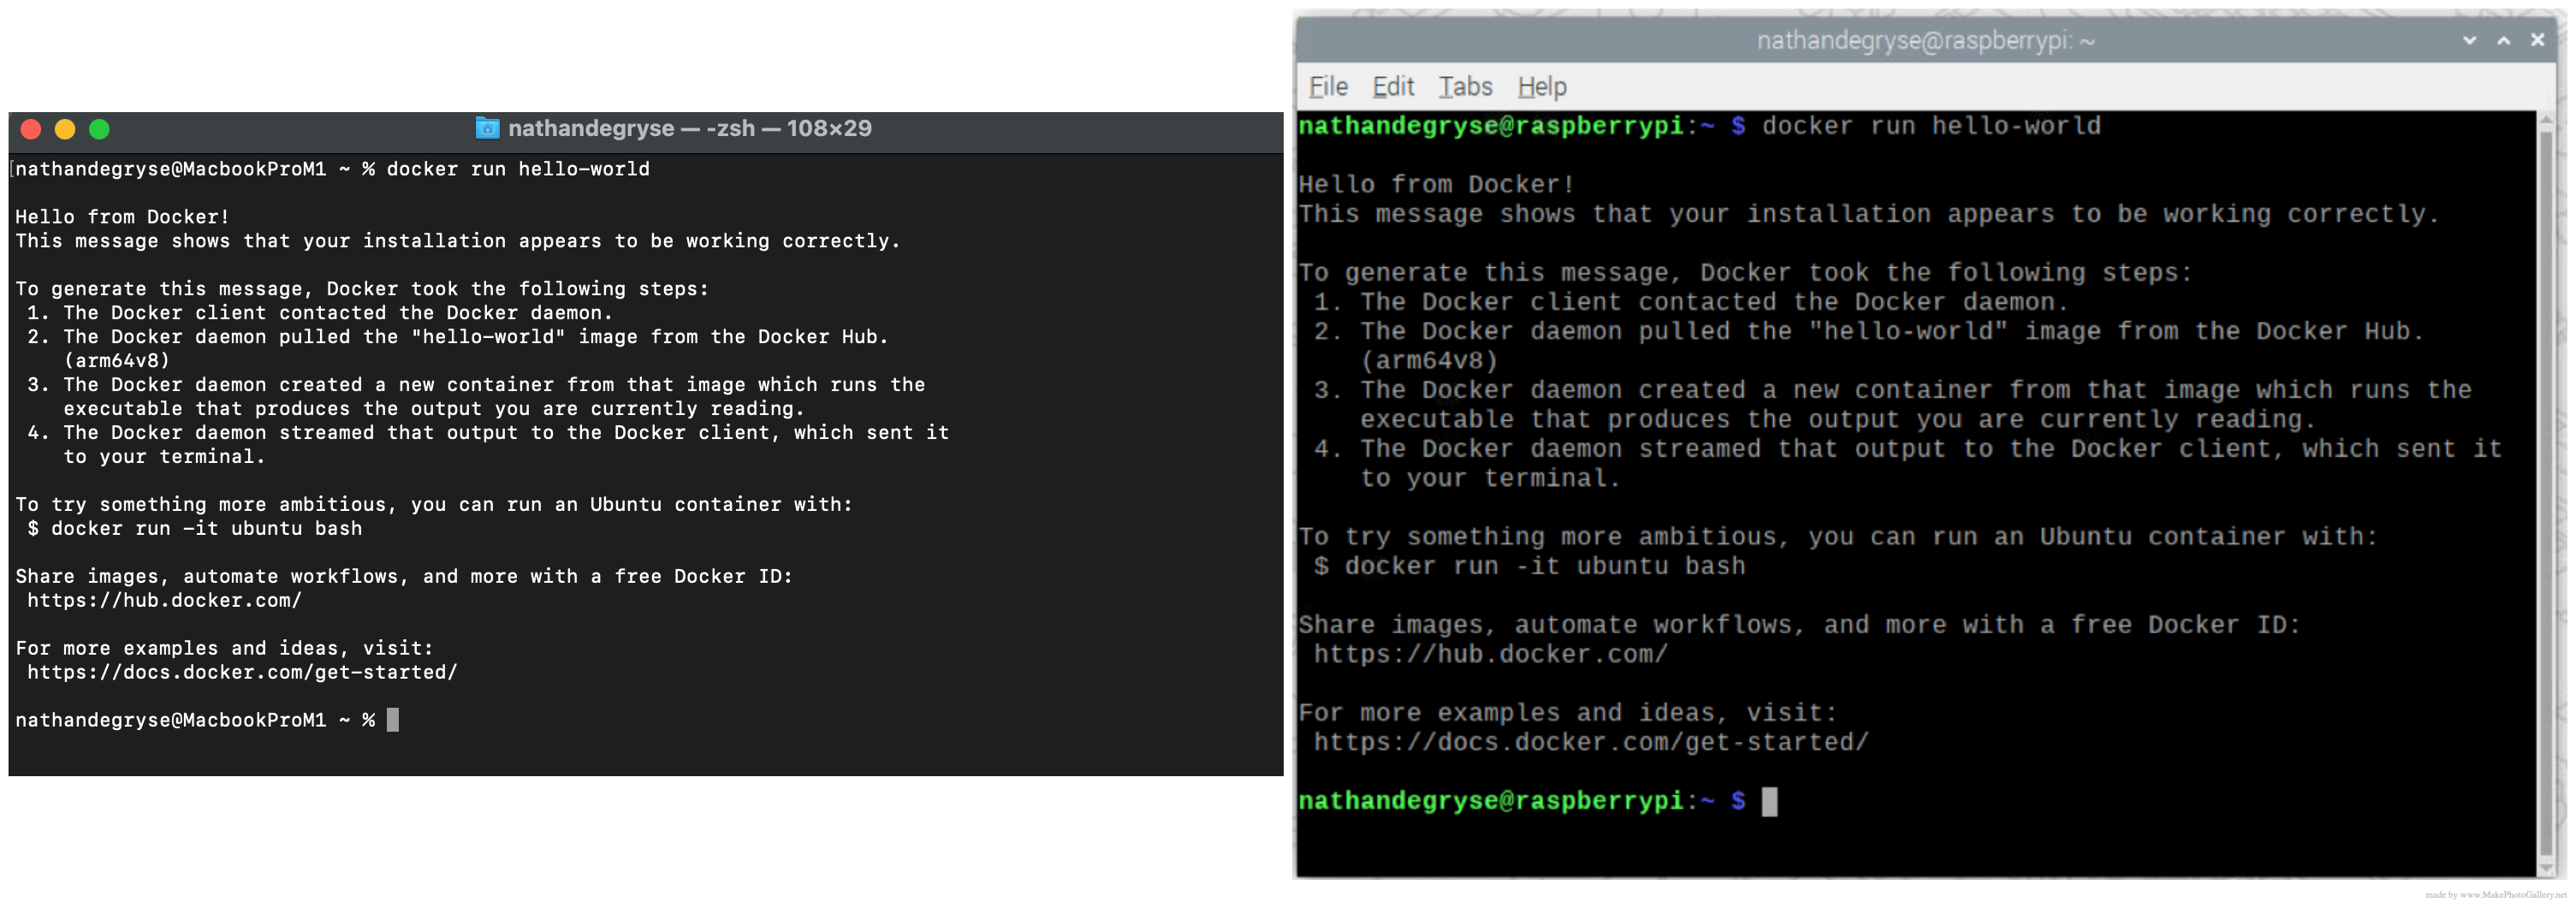 nathandegryse — -zsh — 108×29
[nathandegryse@MacbookProM1 ~ % docker run hello-world
Hello from Docker!
This message shows that your installation appears to be working correctly.
To generate this message, Docker took the following steps:
 1. The Docker client contacted the Docker daemon.
 2. The Docker daemon pulled the "hello-world" image from the Docker Hub.
    (arm64v8)
 3. The Docker daemon created a new container from that image which runs the
    executable that produces the output you are currently reading.
 4. The Docker daemon streamed that output to the Docker client, which sent it
    to your terminal.
To try something more ambitious, you can run an Ubuntu container with:
 $ docker run -it ubuntu bash
Share images, automate workflows, and more with a free Docker ID:
 https://hub.docker.com/
For more examples and ideas, visit:
 https://docs.docker.com/get-started/
nathandegryse@MacbookProM1 ~ %
nathandegryse@raspberrypi: ~
File Edit Tabs Help
nathandegryse@raspberrypi:~ $ docker run hello-world
Hello from Docker!
This message shows that your installation appears to be working correctly.
To generate this message, Docker took the following steps:
 1. The Docker client contacted the Docker daemon.
 2. The Docker daemon pulled the "hello-world" image from the Docker Hub.
    (arm64v8)
 3. The Docker daemon created a new container from that image which runs the
    executable that produces the output you are currently reading.
 4. The Docker daemon streamed that output to the Docker client, which sent it
    to your terminal.
To try something more ambitious, you can run an Ubuntu container with:
 $ docker run -it ubuntu bash
Share images, automate workflows, and more with a free Docker ID:
 https://hub.docker.com/
For more examples and ideas, visit:
 https://docs.docker.com/get-started/
nathandegryse@raspberrypi:~ $
made by www.MakePhotoGallery.net